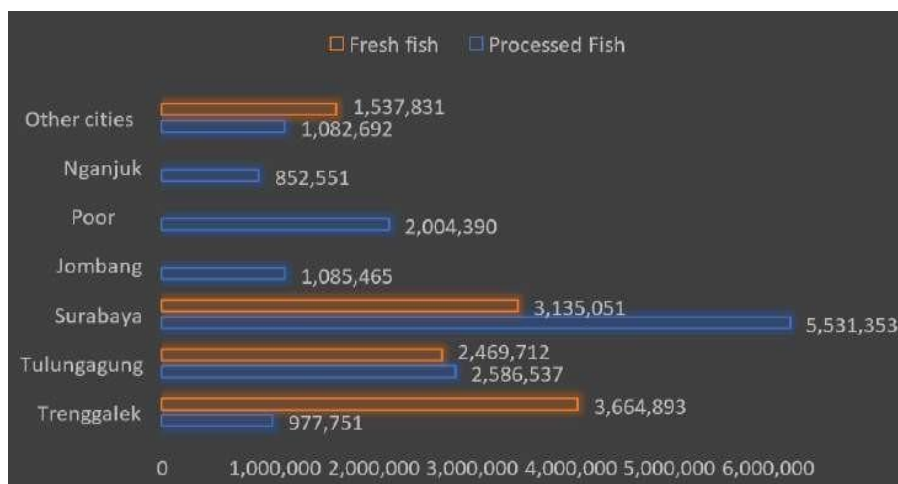 Fresh fish Processed Fish
Other cities 1,537,831
1,082,692
Nganjuk 852,551
Poor 2,004,390
Jombang 1,085,465
Surabaya 3,135,051
5,531,353
Tulungagung 2,469,712
2,586,537
Trenggalek 3,664,893
977,751
0 1,000,000 2,000,000 3,000,000 4,000,000 5,000,000 6,000,000